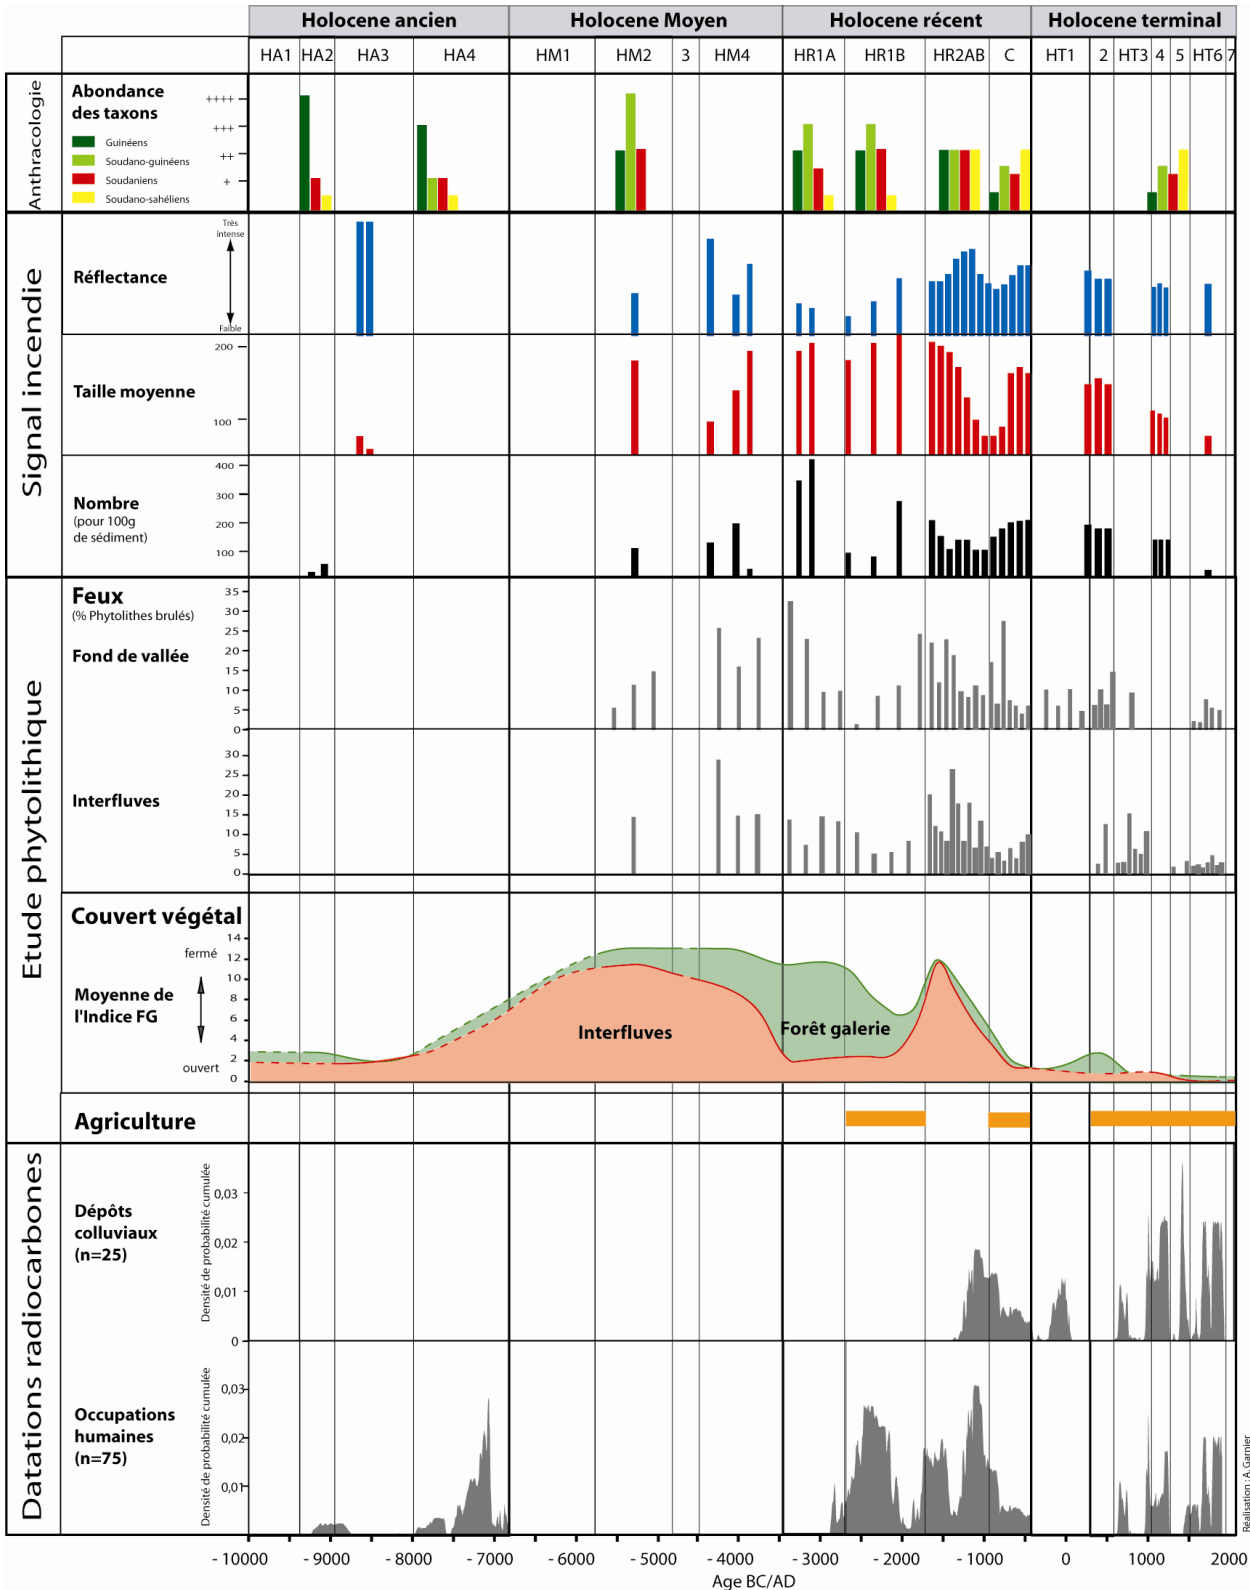 Holocene ancien Holocene Moyen Holocene récent Holocene terminal
HA1 HA2 HA3 HA4 HM1 HM2 3 HM4 HR1A HR1B HR2AB C HT1 2 HT3 4 5 HT6 7
Anthracologie
Abondance
des taxons
Guinéens
Soudano-guinéens
Soudaniens
Soudano-sahéliens
++++
+++
++
+
Signal incendie
Réflectance
Très
intense
Faible
Taille moyenne
200
100
Nombre
(pour 100g
de sédiment)
400
300
200
100
Etude phytolithique
Feux
(% Phytolithes brulés)
Fond de vallée
35
30
25
20
15
10
5
0
Interfluves
30
25
20
15
10
5
0
Couvert végétal
fermé
Moyenne de
l'Indice FG
ouvert
14
12
10
8
6
4
2
0
Interfluves
Forêt galerie
Agriculture
Datations radiocarbones
Dépôts
colluviaux
(n=25)
Densité de probabilité cumulée
0,03
0,02
0,01
0
Occupations
humaines
(n=75)
Densité de probabilité cumulée
0,03
0,02
0,01
- 10000 - 9000 - 8000 - 7000 - 6000 - 5000 - 4000 - 3000 - 2000 - 1000 0 1000 2000
Age BC/AD
Réalisation : A. Garnier